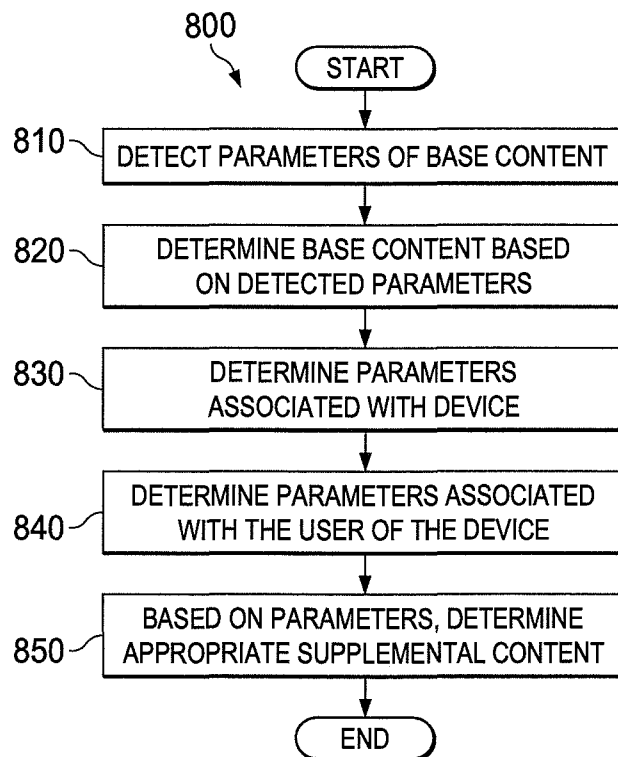 800
START
810
DETECT PARAMETERS OF BASE CONTENT
820
DETERMINE BASE CONTENT BASED
ON DETECTED PARAMETERS
830
DETERMINE PARAMETERS
ASSOCIATED WITH DEVICE
840
DETERMINE PARAMETERS ASSOCIATED
WITH THE USER OF THE DEVICE
850
BASED ON PARAMETERS, DETERMINE
APPROPRIATE SUPPLEMENTAL CONTENT
END